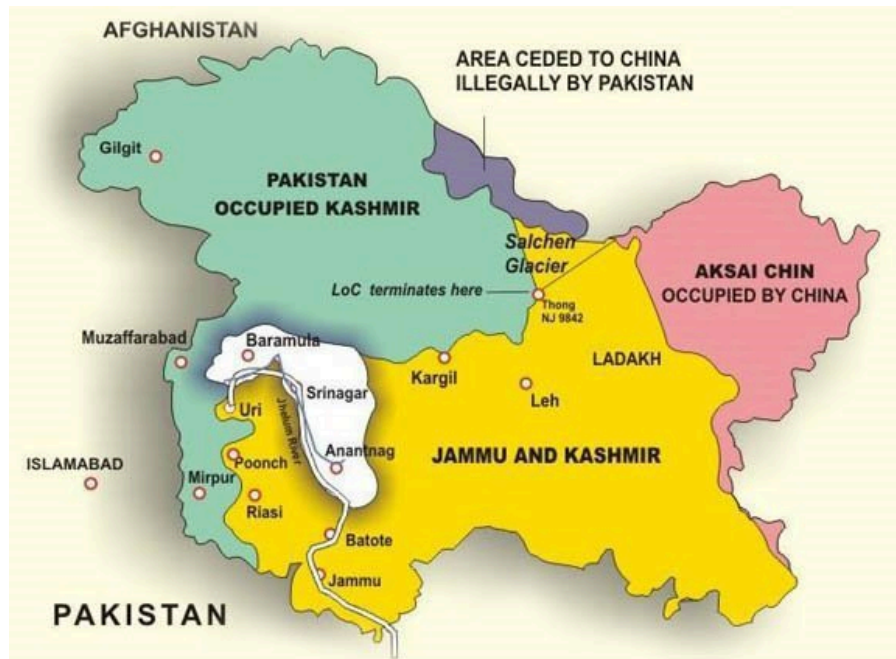 AFGHANISTAN
AREA CEDED TO CHINA
ILLEGALLY BY PAKISTAN
Gilgit
PAKISTAN
OCCUPIED KASHMIR
Salchen
Glacier
AKSAI CHIN
OCCUPIED BY CHINA
LoC terminates here
Thong
NJ 9842
Muzaffarabad
Baramula
Kargil
LADAKH
Srinagar
Leh
Uri
Jhelum River
Anantnag
JAMMU AND KASHMIR
ISLAMABAD
Poonch
Mirpur
Riasi
Batote
Jammu
PAKISTAN